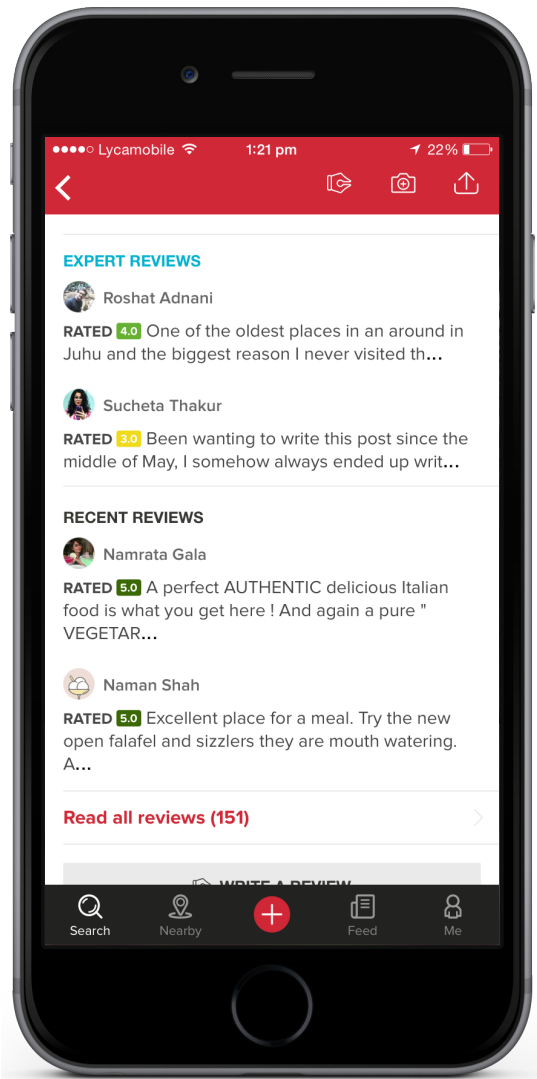 Lycamobile 1:21 pm 22%
EXPERT REVIEWS
Roshat Adnani
RATED 4.0 One of the oldest places in an around in
Juhu and the biggest reason I never visited th...
Sucheta Thakur
RATED 3.0 Been wanting to write this post since the
middle of May, I somehow always ended up writ...
RECENT REVIEWS
Namrata Gala
RATED 5.0 A perfect AUTHENTIC delicious Italian
food is what you get here ! And again a pure "
VEGETAR...
Naman Shah
RATED 5.0 Excellent place for a meal. Try the new
open falafel and sizzlers they are mouth watering.
A...
Read all reviews (151)
WRITE A REVIEW
Search Nearby Feed Me